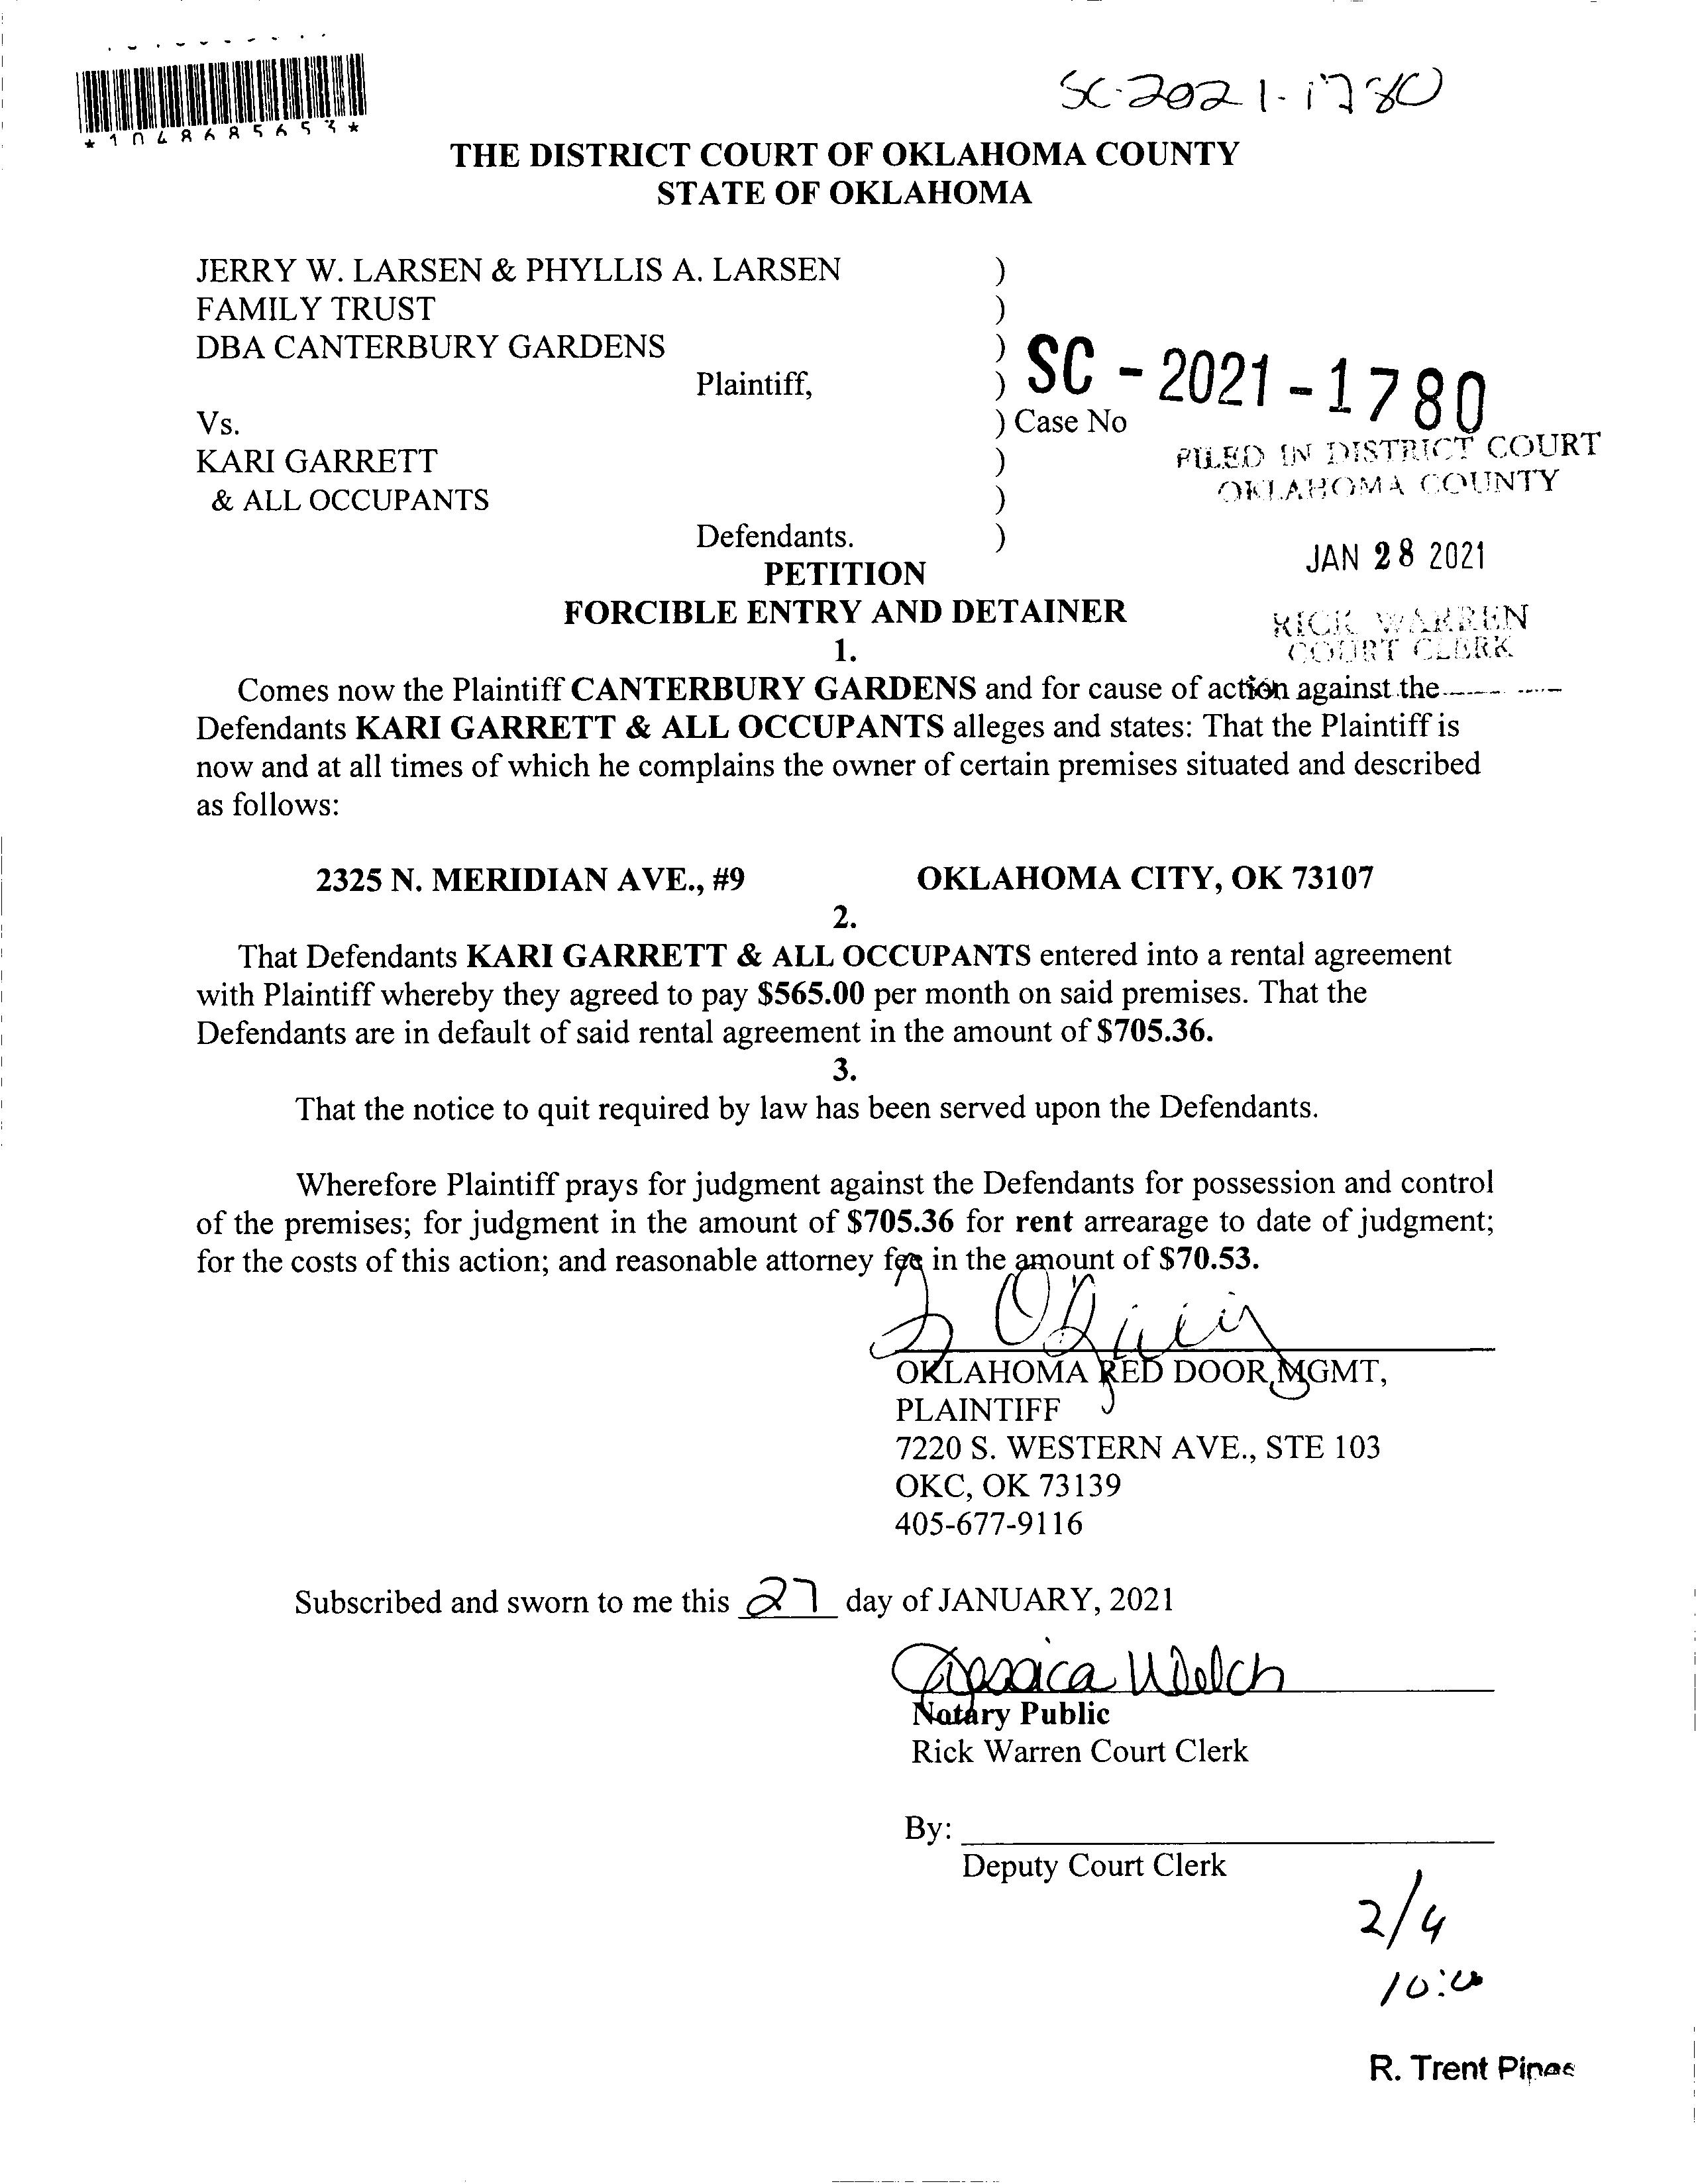 SC-2021-1780
*1048685653*
THE DISTRICT COURT OF OKLAHOMA COUNTY
STATE OF OKLAHOMA
JERRY W. LARSEN & PHYLLIS A. LARSEN )
FAMILY TRUST )
DBA CANTERBURY GARDENS )
SC - 2021 - 1780
Plaintiff, )
Vs. ) Case No
KARI GARRETT )
FILED IN DISTRICT COURT
OKLAHOMA COUNTY
& ALL OCCUPANTS )
Defendants. )
JAN 28 2021
PETITION
FORCIBLE ENTRY AND DETAINER
RICK WARREN
COURT CLERK
1.
Comes now the Plaintiff CANTERBURY GARDENS and for cause of action against the
Defendants KARI GARRETT & ALL OCCUPANTS alleges and states: That the Plaintiff is
now and at all times of which he complains the owner of certain premises situated and described
as follows:
2325 N. MERIDIAN AVE., #9 OKLAHOMA CITY, OK 73107
2.
That Defendants KARI GARRETT & ALL OCCUPANTS entered into a rental agreement
with Plaintiff whereby they agreed to pay $565.00 per month on said premises. That the
Defendants are in default of said rental agreement in the amount of $705.36.
3.
That the notice to quit required by law has been served upon the Defendants.
Wherefore Plaintiff prays for judgment against the Defendants for possession and control
of the premises; for judgment in the amount of $705.36 for rent arrearage to date of judgment;
for the costs of this action; and reasonable attorney fee in the amount of $70.53.
OKLAHOMA RED DOOR MGMT,
PLAINTIFF
7220 S. WESTERN AVE., STE 103
OKC, OK 73139
405-677-9116
Subscribed and sworn to me this 27 day of JANUARY, 2021
Jessica Welch
Notary Public
Rick Warren Court Clerk
By:
Deputy Court Clerk
2/4
10:00
R. Trent Pipes